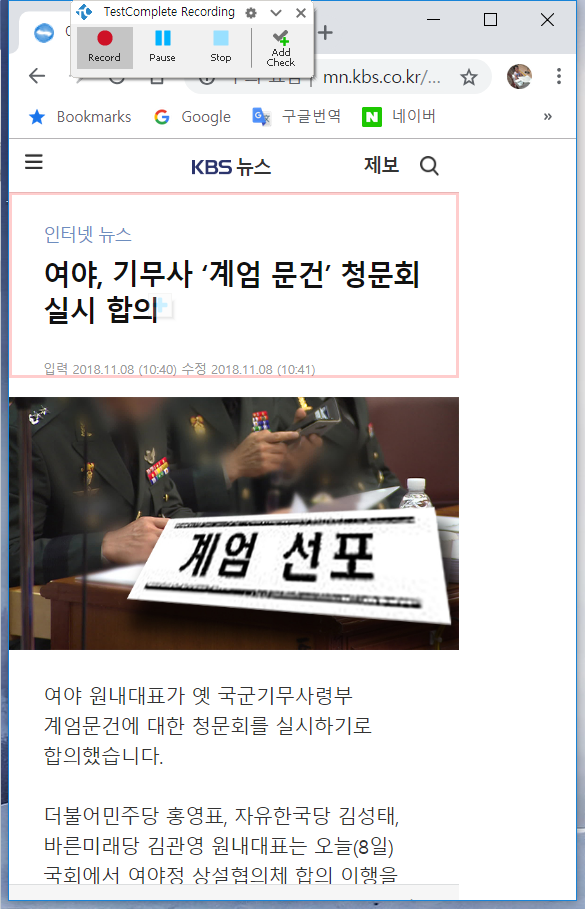 TestComplete Recording
Record
Pause
Stop
Add
Check
mn.kbs.co.kr/...
Bookmarks
Google
구글번역
네이버
»
KBS 뉴스
제보
인터넷 뉴스
여야, 기무사 ‘계엄 문건’ 청문회
실시 합의
입력 2018.11.08 (10:40) 수정 2018.11.08 (10:41)
계엄 선포
여야 원내대표가 옛 국군기무사령부
계엄문건에 대한 청문회를 실시하기로
합의했습니다.
더불어민주당 홍영표, 자유한국당 김성태,
바른미래당 김관영 원내대표는 오늘(8일)
국회에서 여야정 상설협의체 합의 이행을